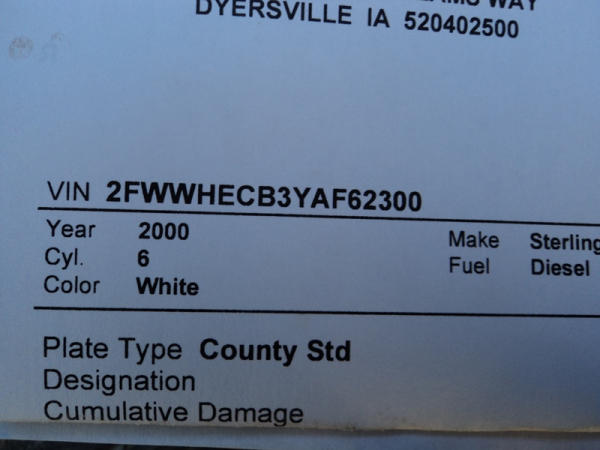 WAY
DYERSVILLE IA 520402500
VIN 2FWWHECB3YAF62300
Year 2000 Make Sterling
Cyl. 6 Fuel Diesel
Color White
Plate Type County Std
Designation
Cumulative Damage